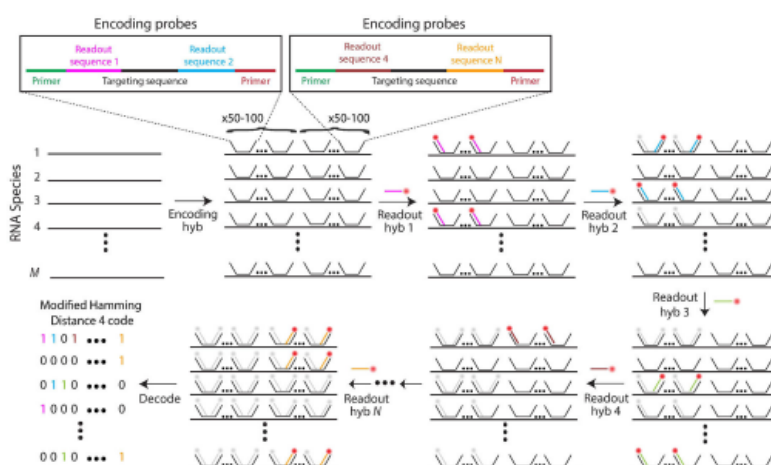 Encoding probes
Encoding probes
Readout
sequence 1
Readout
sequence 2
Primer
Targeting sequence
Primer
Readout
sequence 4
Readout
sequence N
Primer
Targeting sequence
Primer
x50-100
x50-100
RNA Species
1
2
3
4
M
Encoding
hyb
Readout
hyb 1
Readout
hyb 2
Readout
hyb 3
Readout
hyb 4
Readout
hyb N
Decode
Modified Hamming
Distance 4 code
1 1 0 1 ••• 1
0 0 0 0 ••• 1
0 1 1 0 ••• 0
1 0 0 0 ••• 0
0 0 1 0 ••• 1